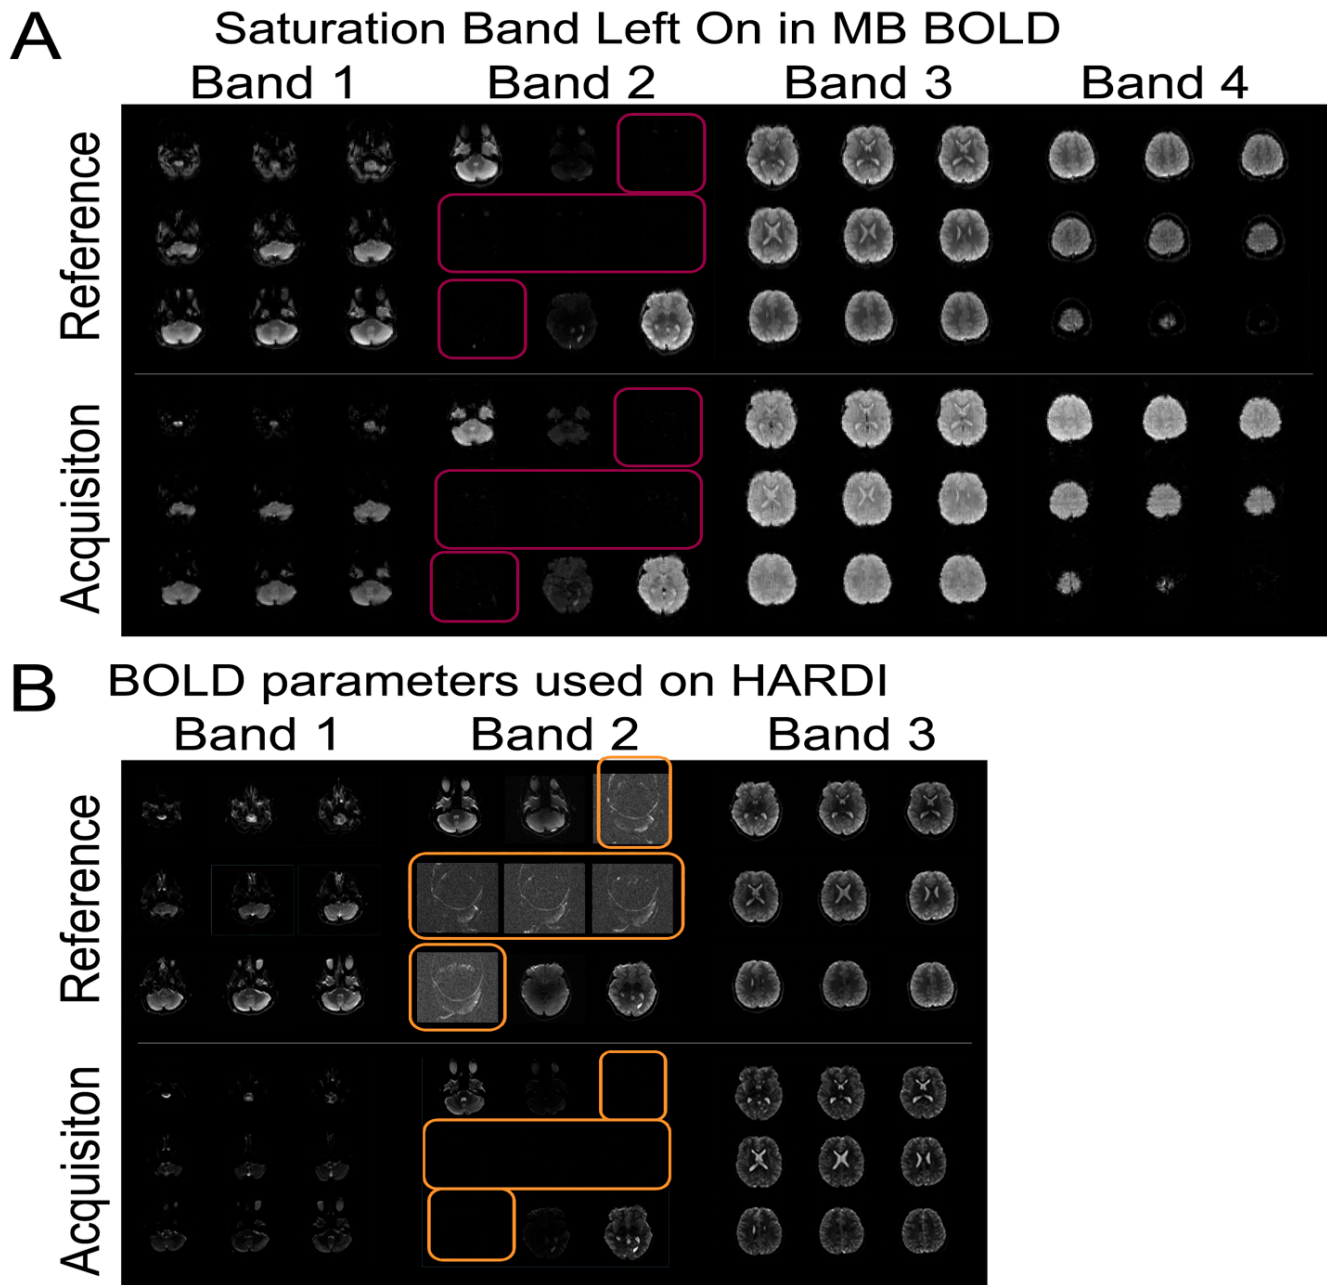 A
Saturation Band Left On in MB BOLD
Band 1
Band 2
Band 3
Band 4
Reference
Acquisiton
B
BOLD parameters used on HARDI
Band 1
Band 2
Band 3
Reference
Acquisiton